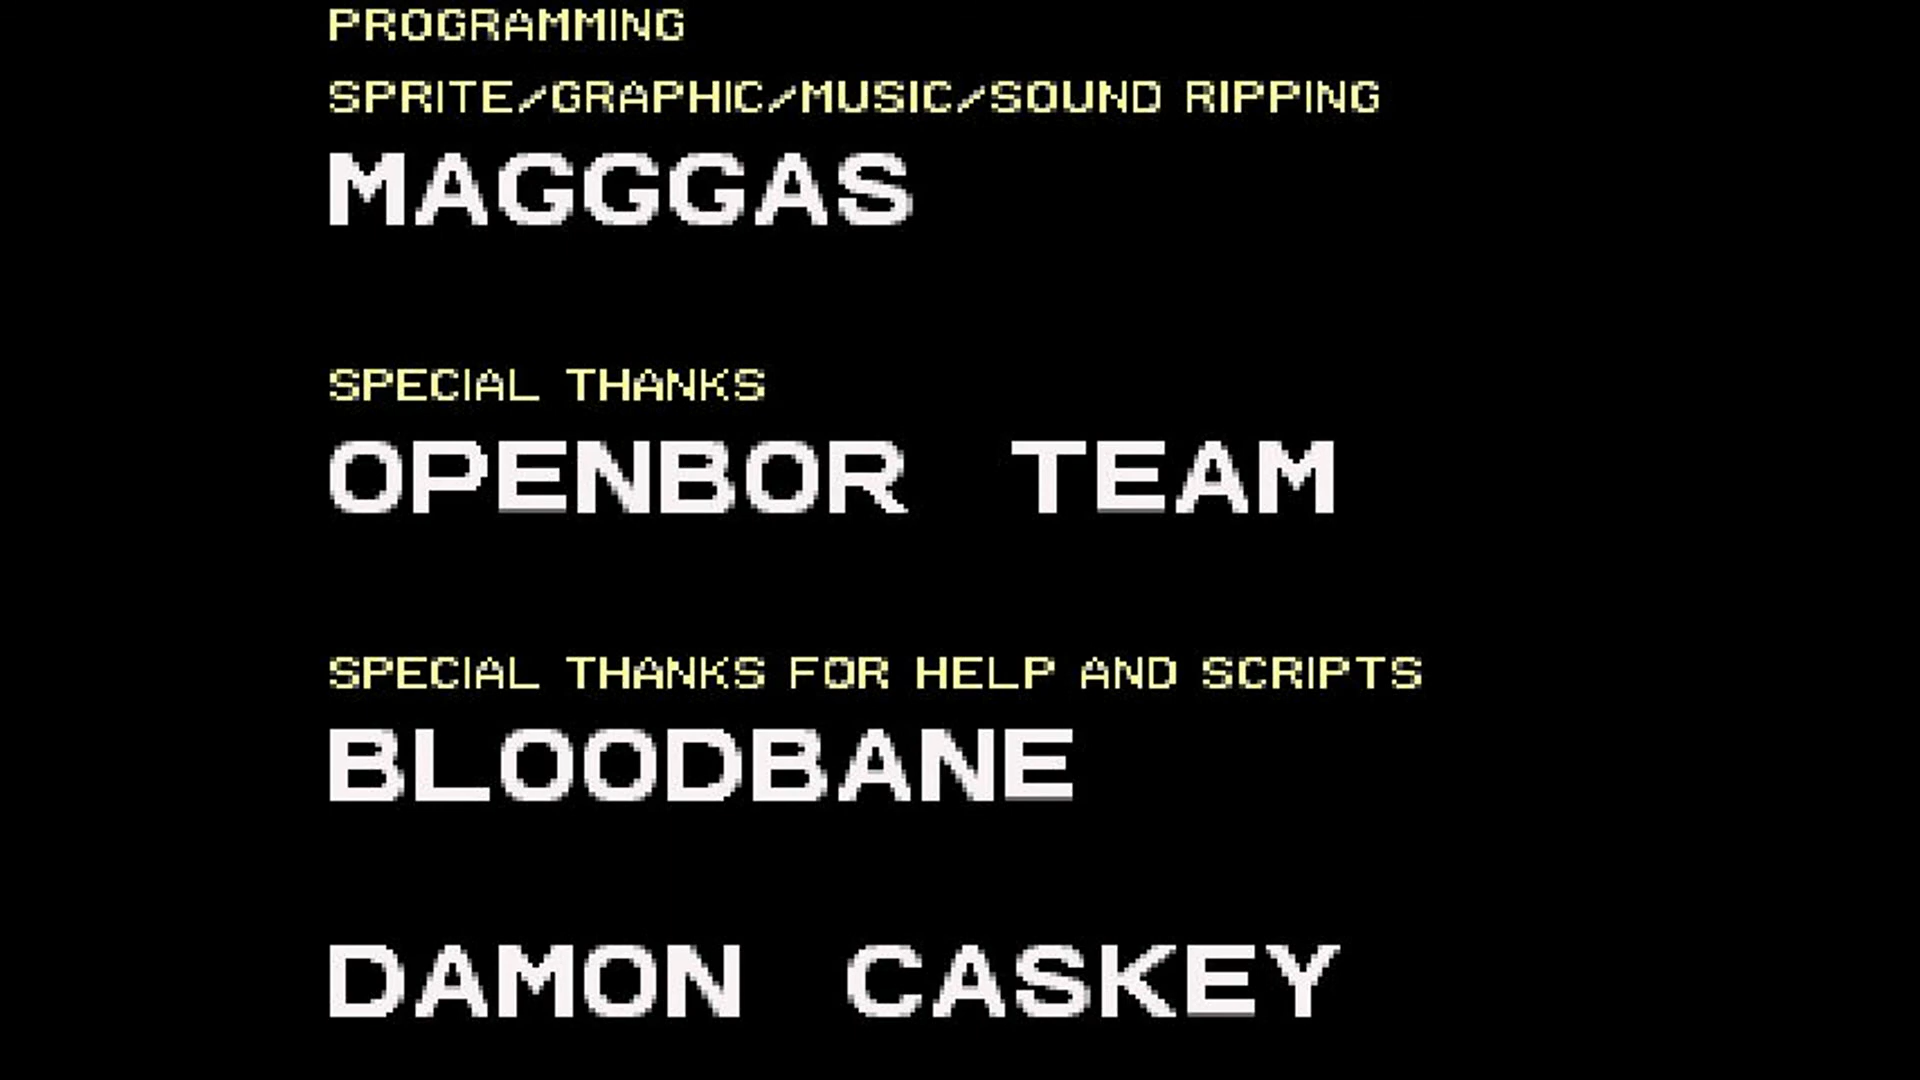 PROGRAMMING
SPRITE/GRAPHIC/MUSIC/SOUND RIPPING
MAGGGAS
SPECIAL THANKS
OPENBOR TEAM
SPECIAL THANKS FOR HELP AND SCRIPTS
BLOODBANE
DAMON CASKEY